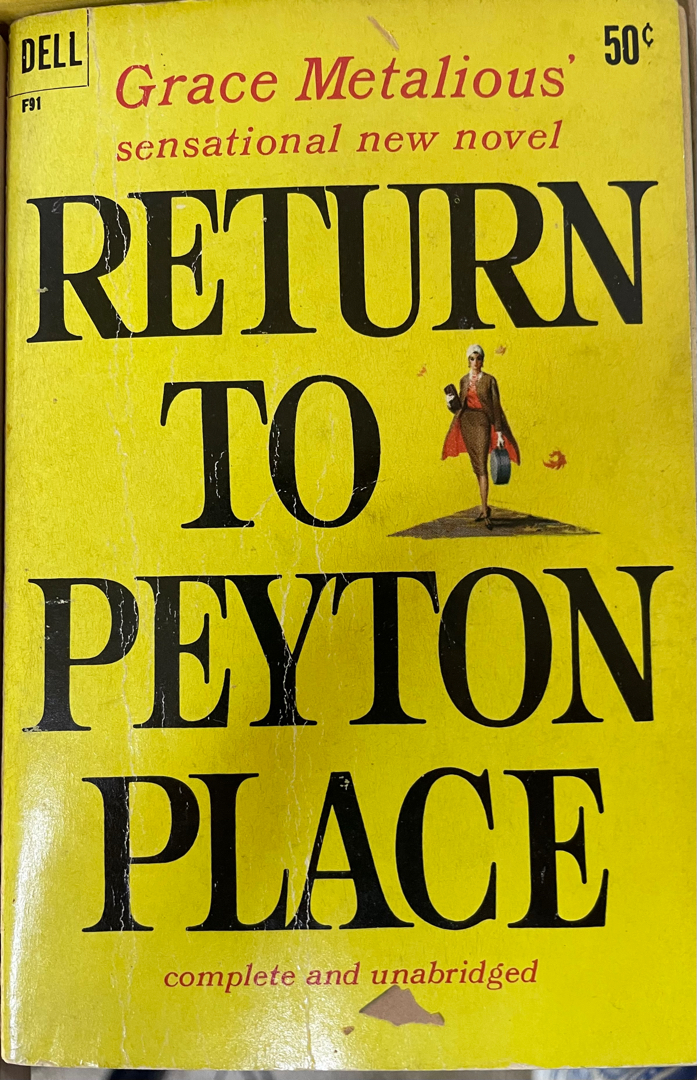 DELL
F91
50¢
Grace Metalious'
sensational new novel
RETURN
TO
PEYTON
PLACE
complete and unabridged